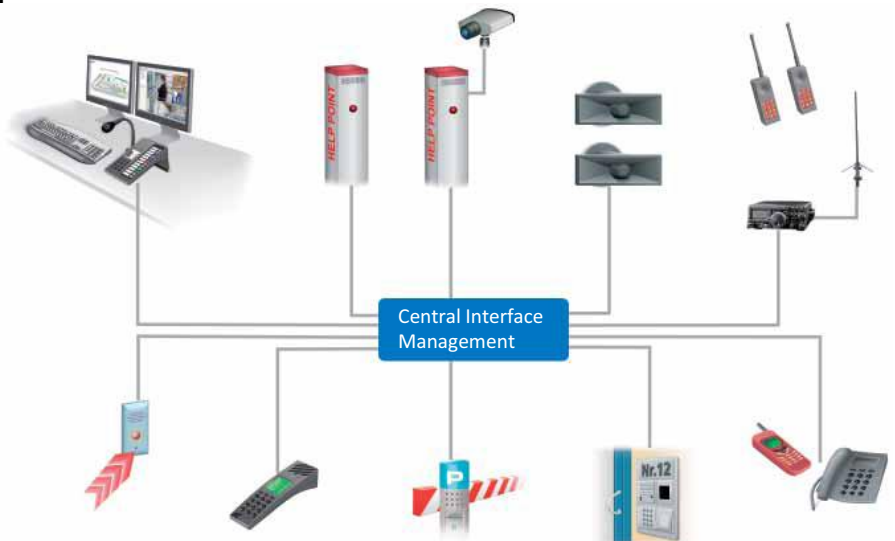 HELP POINT
HELP POINT
Central Interface
Management
P
Nr.12